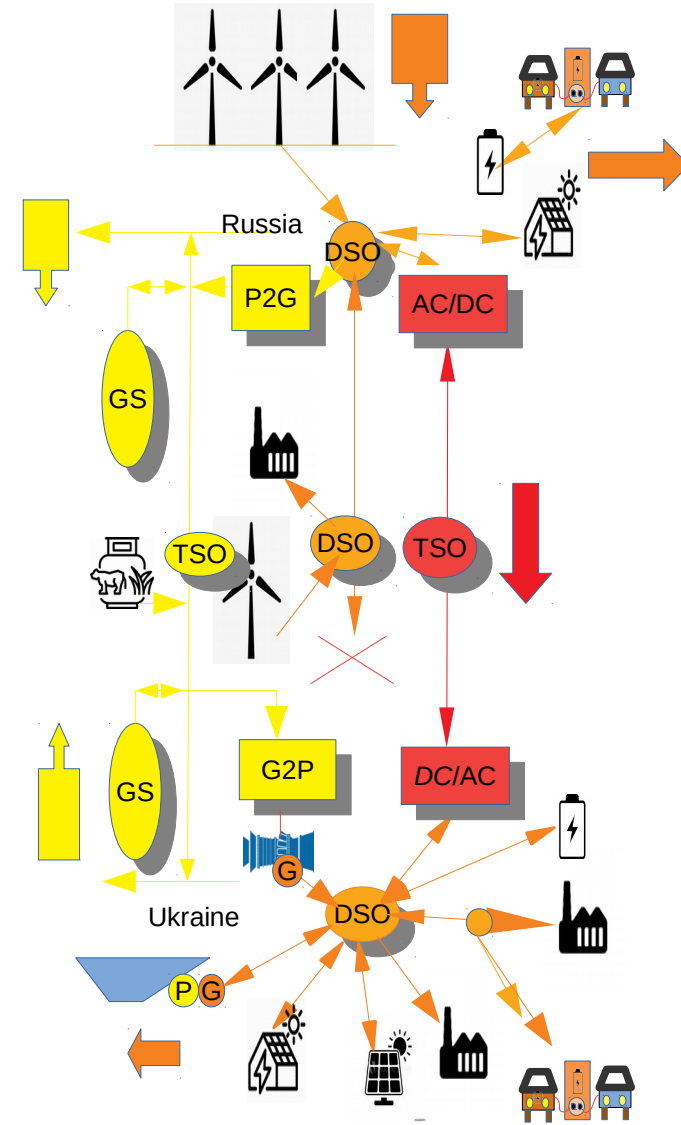 Russia
DSO
P2G
AC/DC
GS
DSO
TSO
TSO
G2P
DC/AC
GS
G
DSO
Ukraine
P
G